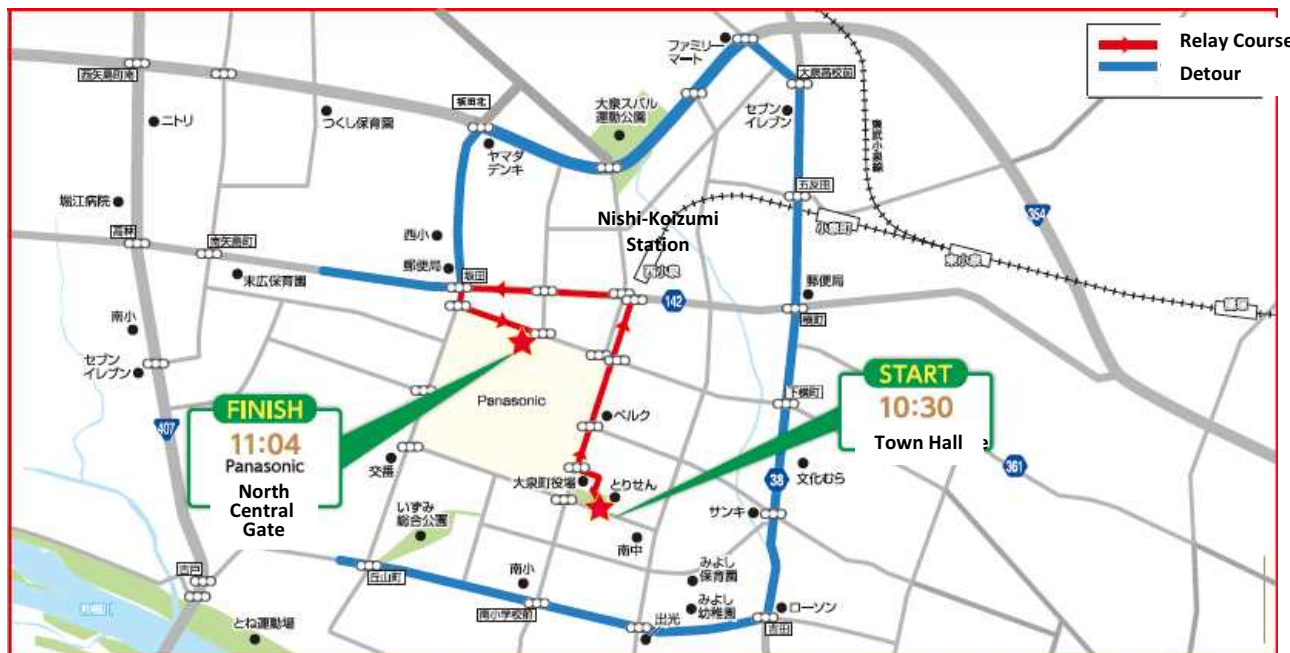 Relay Course
Detour
ファミリー
マート
大泉高校前
西矢島町南
ニトリ
つくし保育園
坂田北
ヤマダ
デンキ
大泉スバル
運動公園
セブン
イレブン
東武小泉線
五反田
堀江病院
高林
南矢島町
西小
郵便局
坂田
末広保育園
Nishi-Koizumi
Station
西小泉
小泉町
東小泉
354
郵便局
142
横町
南小
セブン
イレブン
407
FINISH
11:04
Panasonic
North
Central
Gate
Panasonic
ベルク
START
10:30
Town Hall
下横町
361
38
文化むら
交番
大泉町役場
とりせん
サンキ
いずみ
総合公園
南中
古戸
丘山町
南小
南小学校前
みよし
保育園
みよし
幼稚園
ローソン
出光
吉田
とね運動場